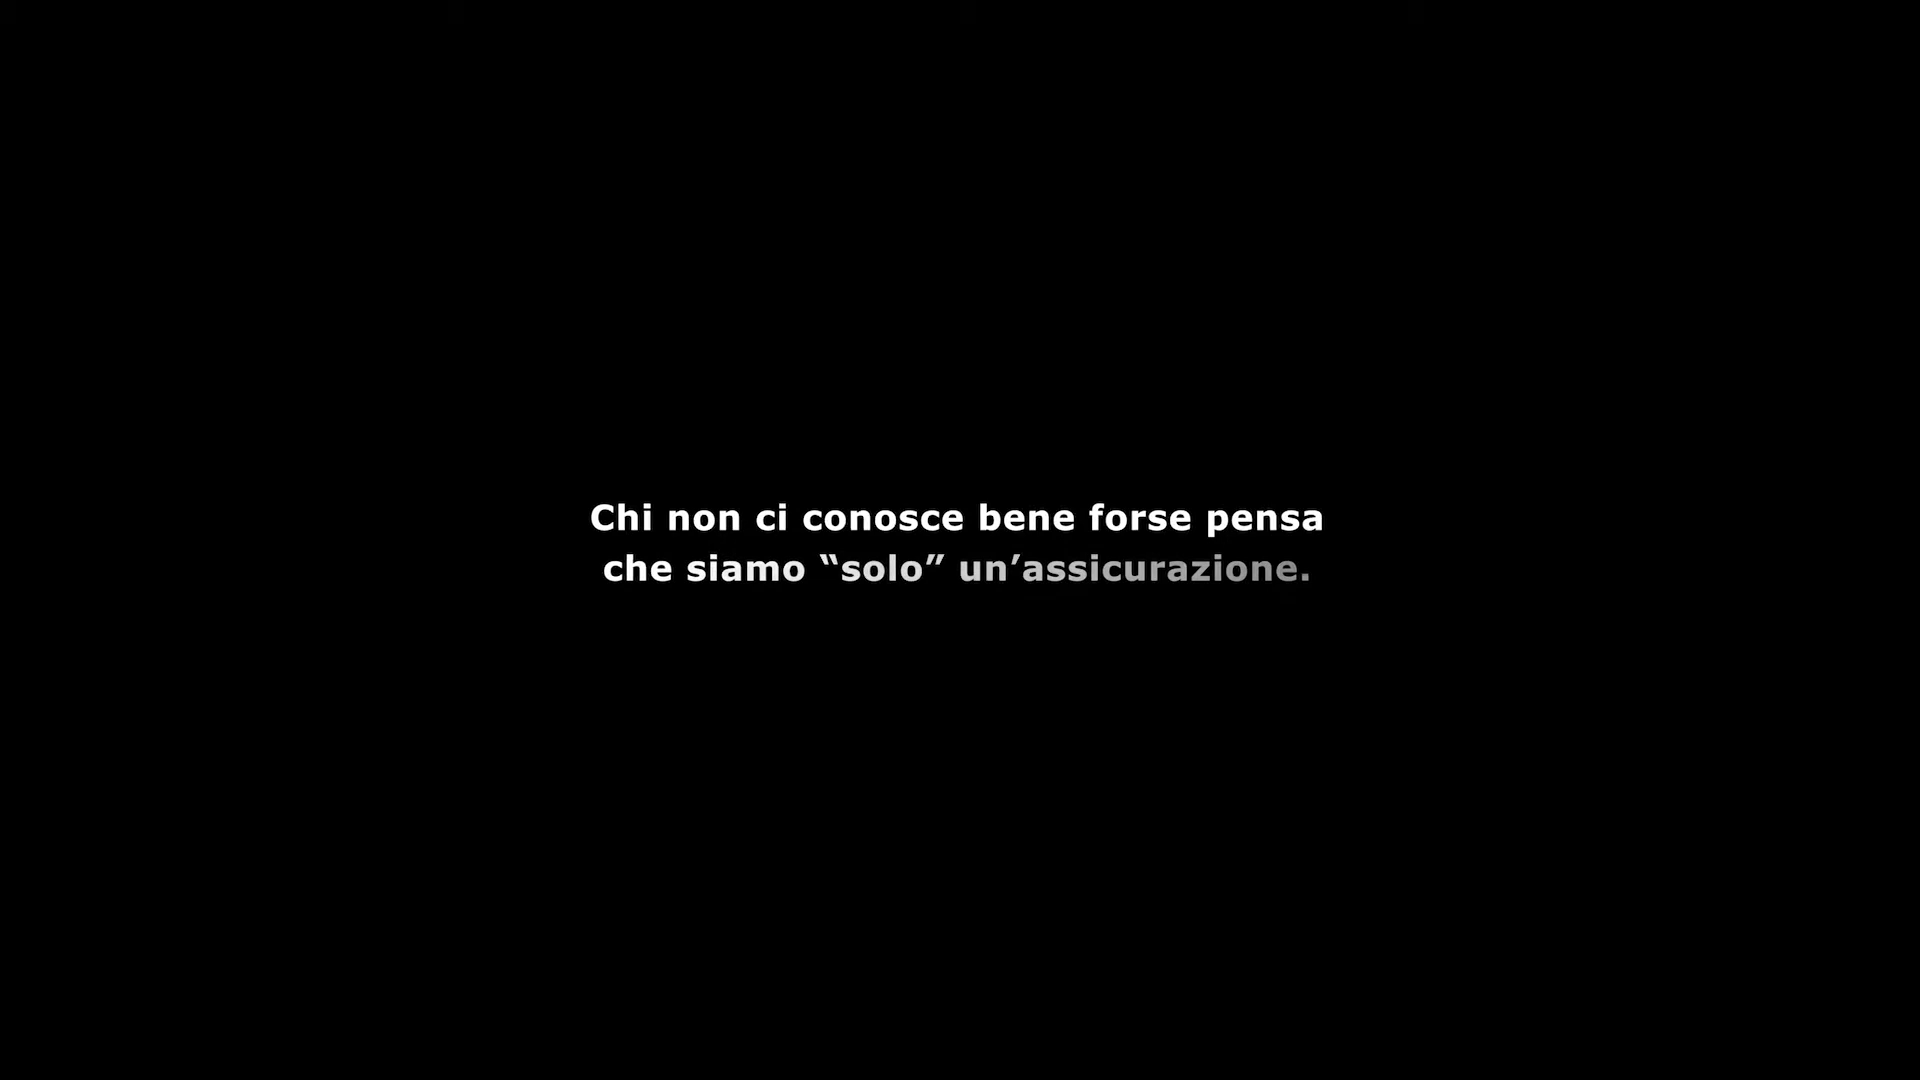 Chi non ci conosce bene forse pensa
che siamo “solo” un’assicurazione.